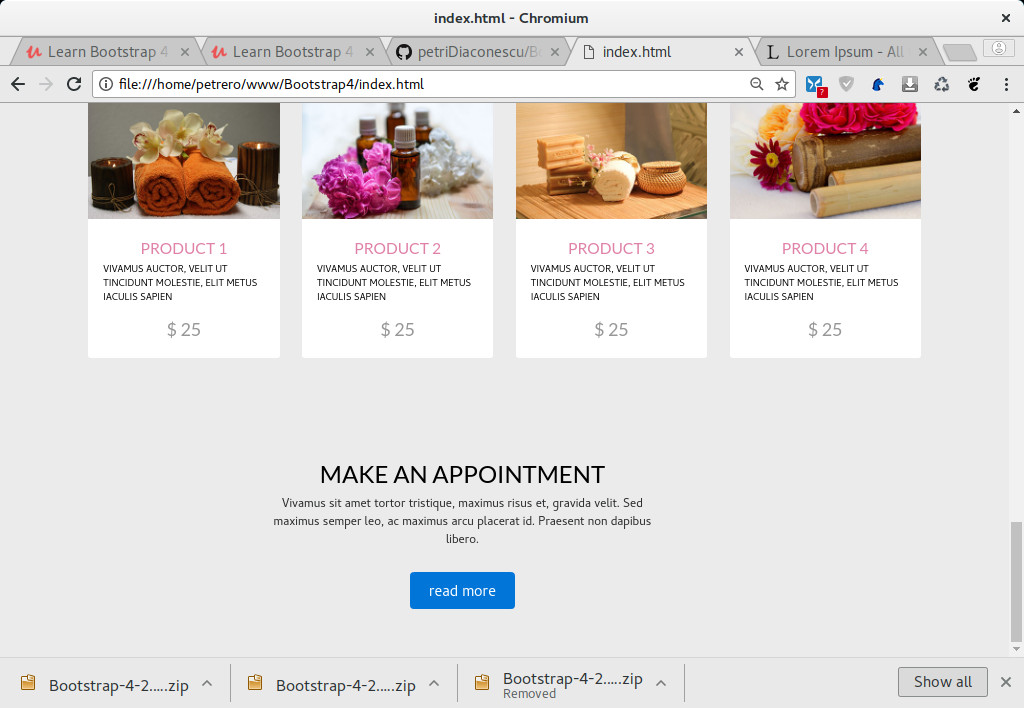 index.html - Chromium
Learn Bootstrap 4
Learn Bootstrap 4
petriDiaconescu/B
index.html
Lorem Ipsum - All
file:///home/petrero/www/Bootstrap4/index.html
PRODUCT 1
VIVAMUS AUCTOR, VELIT UT
TINCIDUNT MOLESTIE, ELIT METUS
IACULIS SAPIEN
$ 25
PRODUCT 2
VIVAMUS AUCTOR, VELIT UT
TINCIDUNT MOLESTIE, ELIT METUS
IACULIS SAPIEN
$ 25
PRODUCT 3
VIVAMUS AUCTOR, VELIT UT
TINCIDUNT MOLESTIE, ELIT METUS
IACULIS SAPIEN
$ 25
PRODUCT 4
VIVAMUS AUCTOR, VELIT UT
TINCIDUNT MOLESTIE, ELIT METUS
IACULIS SAPIEN
$ 25
MAKE AN APPOINTMENT
Vivamus sit amet tortor tristique, maximus risus et, gravida velit. Sed
maximus semper leo, ac maximus arcu placerat id. Praesent non dapibus
libero.
read more
Bootstrap-4-2.....zip
Bootstrap-4-2.....zip
Bootstrap-4-2.....zip
Removed
Show all